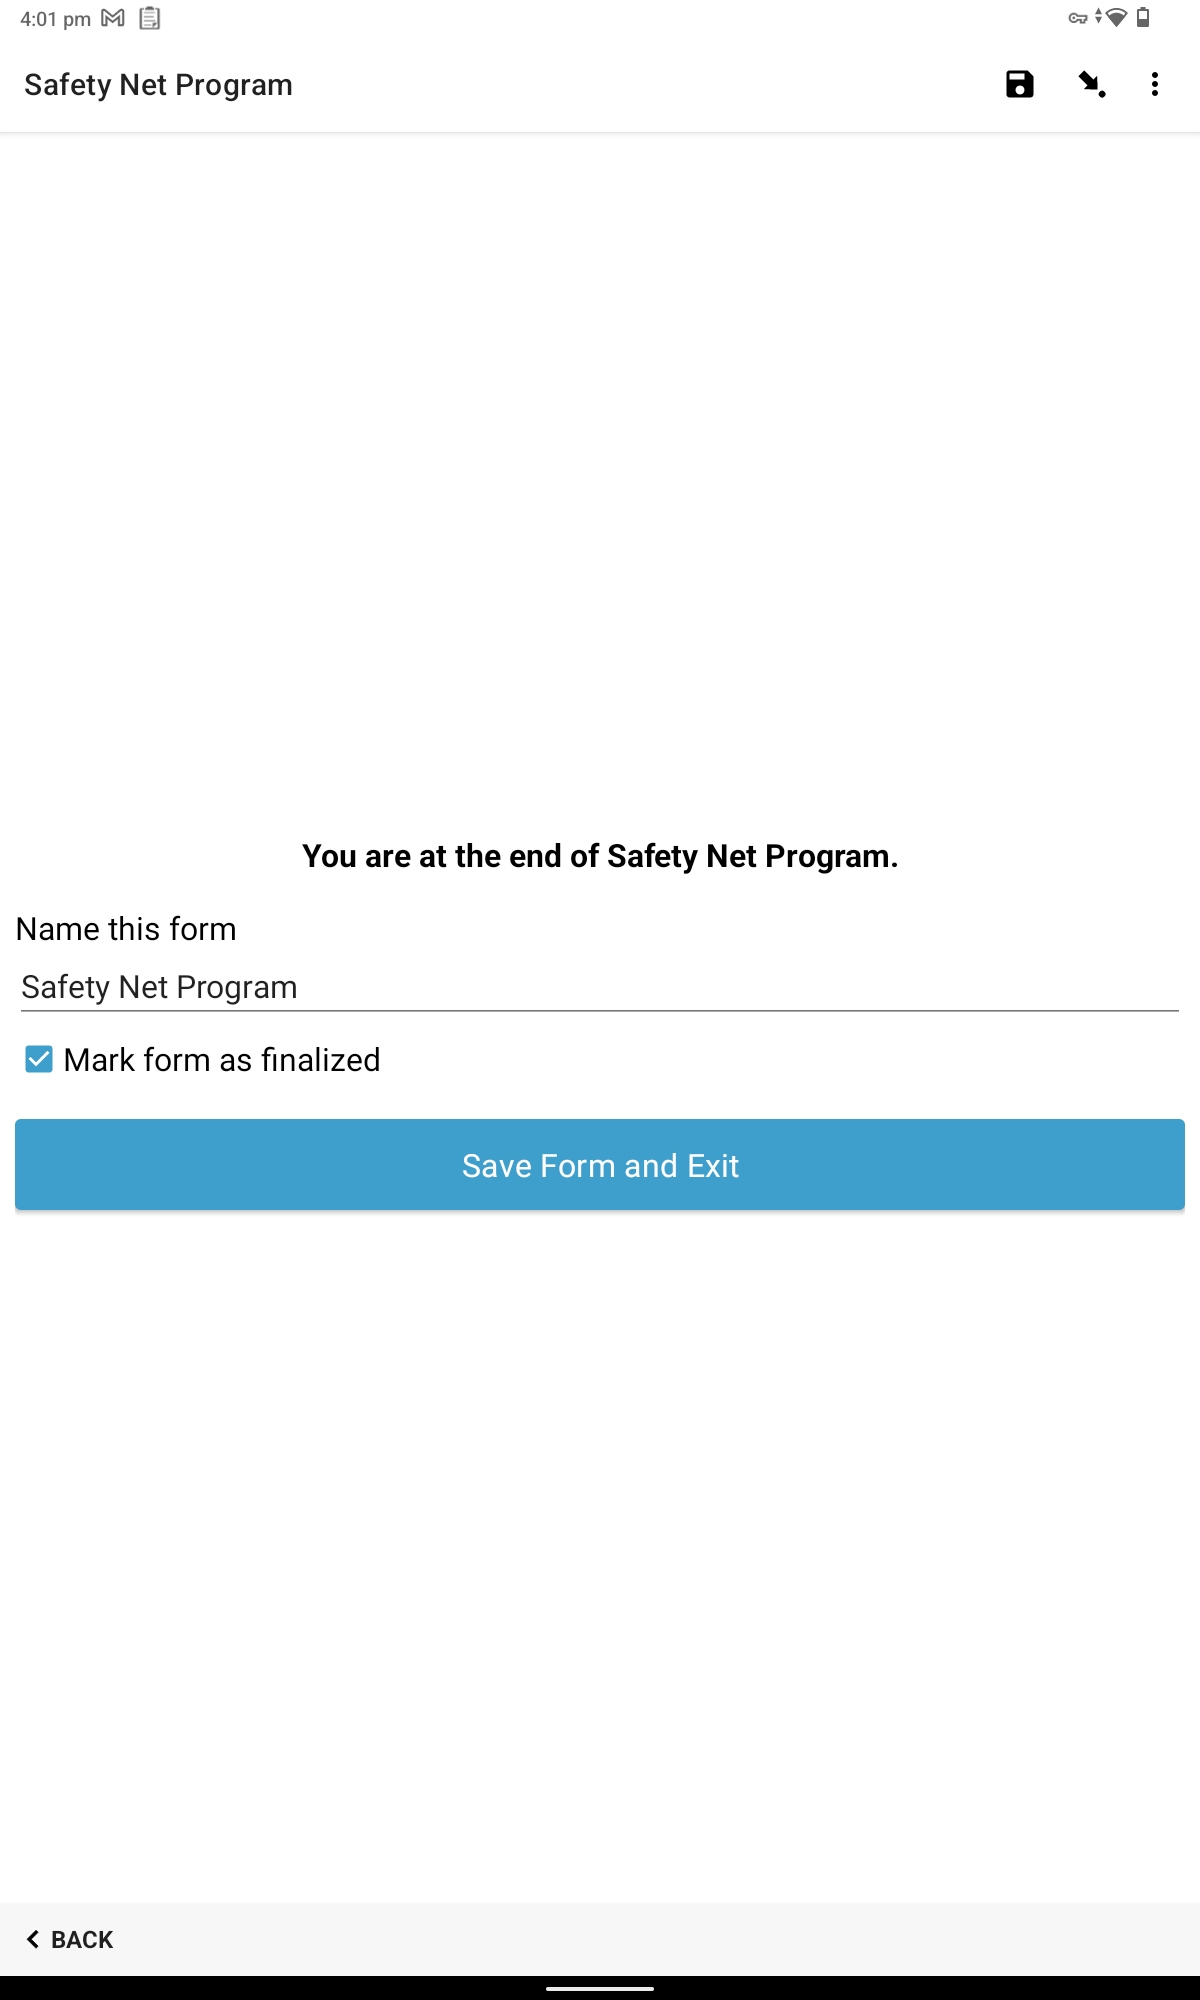 4:01 pm
Safety Net Program
You are at the end of Safety Net Program.
Name this form
Safety Net Program
Mark form as finalized
Save Form and Exit
BACK